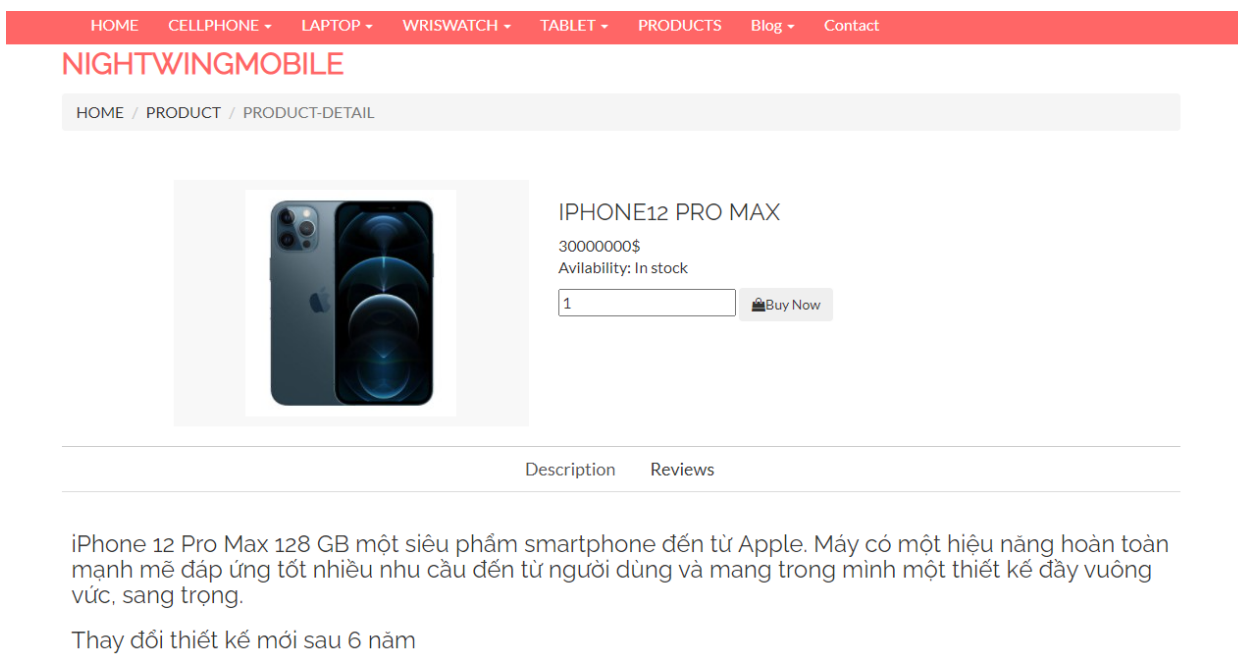 HOME CELLPHONE LAPTOP WRISWATCH TABLET PRODUCTS Blog Contact
NIGHTWINGMOBILE
HOME / PRODUCT / PRODUCT-DETAIL
IPHONE12 PRO MAX
30000000$
Avilability: In stock
1 Buy Now
Description Reviews
iPhone 12 Pro Max 128 GB một siêu phẩm smartphone đến từ Apple. Máy có một hiệu năng hoàn toàn
mạnh mẽ đáp ứng tốt nhiều nhu cầu đến từ người dùng và mang trong mình một thiết kế đầy vuông
vức, sang trọng.
Thay đổi thiết kế mới sau 6 năm